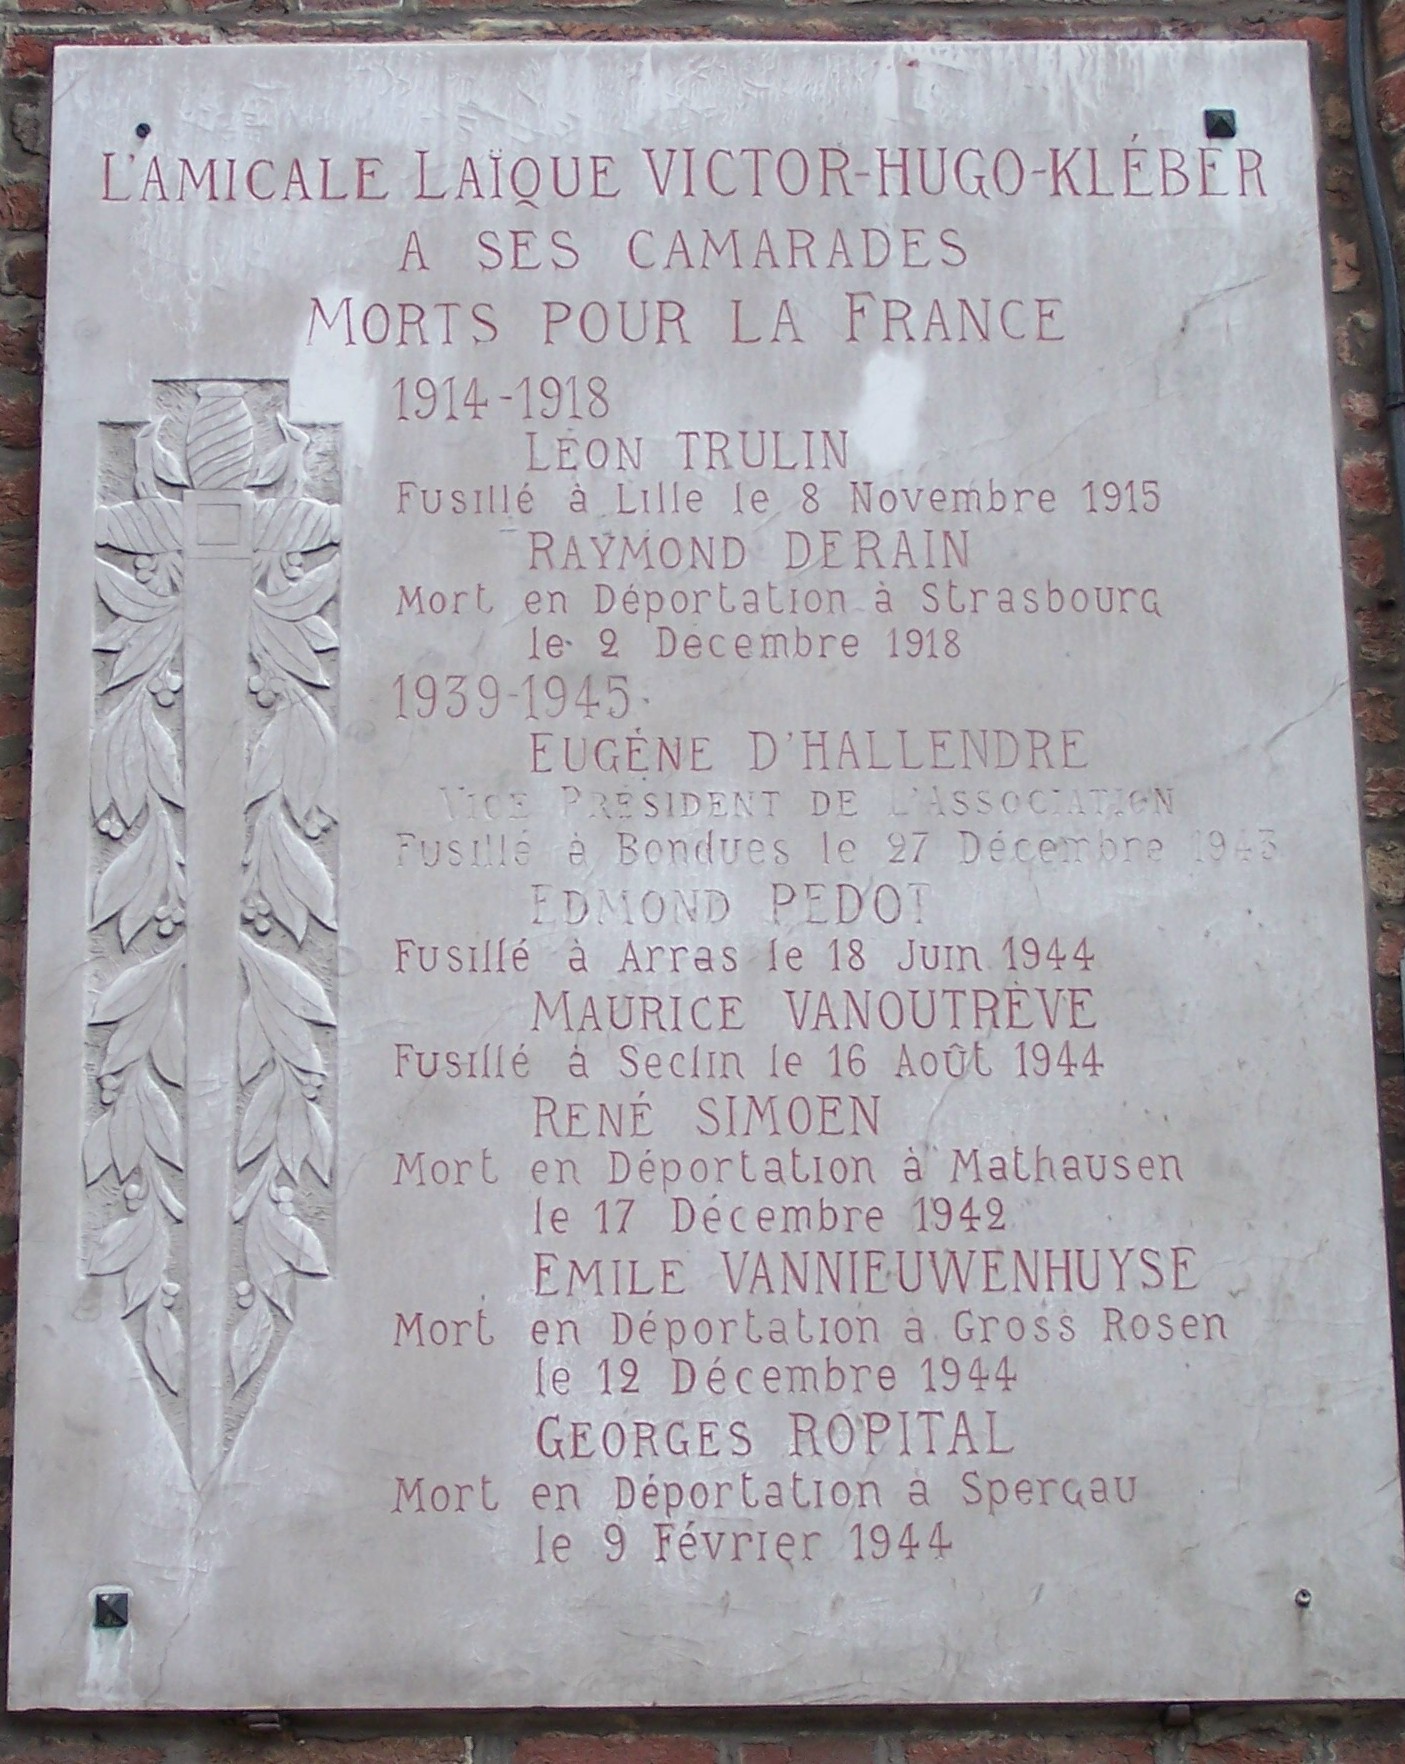 L'AMICALE LAÏQUE VICTOR-HUGO-KLÉBER
A SES CAMARADES
MORTS POUR LA FRANCE
1914-1918
LÉON TRULIN
Fusillé à Lille le 8 Novembre 1915
RAYMOND DERAIN
Mort en Déportation à Strasbourg
le 2 Décembre 1918
1939-1945
EUGÉNE D'HALLENDRE
VICE PRÉSIDENT DE L'ASSOCIATION
Fusillé à Bondues le 27 Décembre 1943
EDMOND PEDOT
Fusillé à Arras le 18 Juin 1944
MAURICE VANOUTRÈVE
Fusillé à Seclin le 16 Août 1944
RENÉ SIMOEN
Mort en Déportation à Mathausen
le 17 Décembre 1942
EMILE VANNIEUWENHUYSE
Mort en Déportation à Gross Rosen
le 12 Décembre 1944
GEORGES ROPITAL
Mort en Déportation à Spergau
le 9 Février 1944